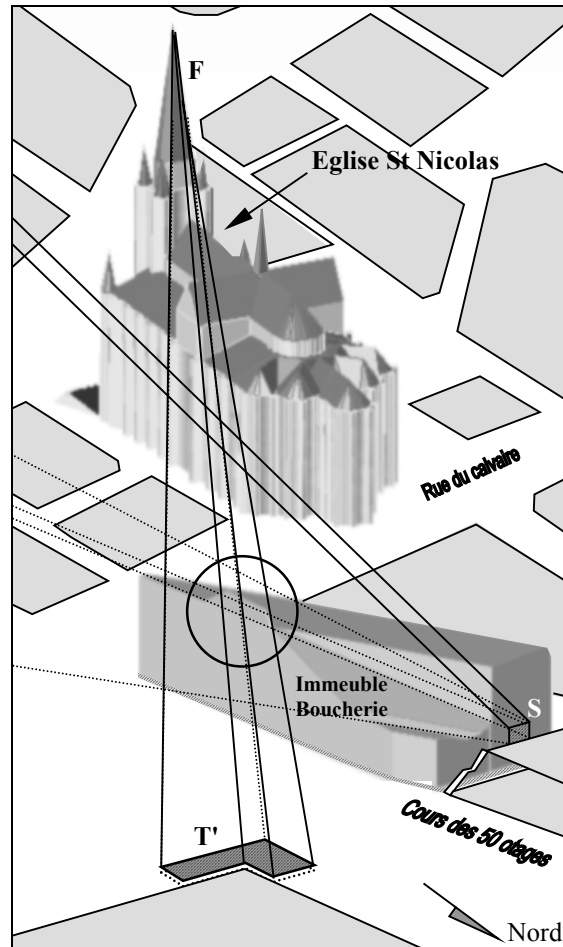 F
Eglise St Nicolas
Rue du calvaire
Immeuble
Boucherie
S
Cours des 50 otages
T'
Nord